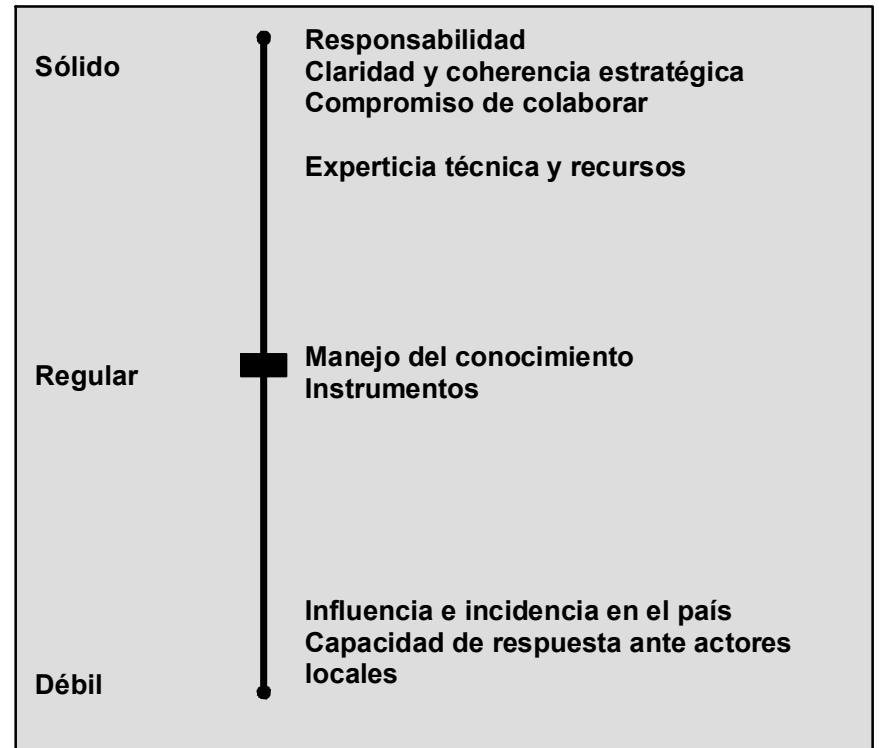 Sólido
Responsabilidad
Claridad y coherencia estratégica
Compromiso de colaborar
Experticia técnica y recursos
Regular
Manejo del conocimiento
Instrumentos
Influencia e incidencia en el país
Capacidad de respuesta ante actores
locales
Débil